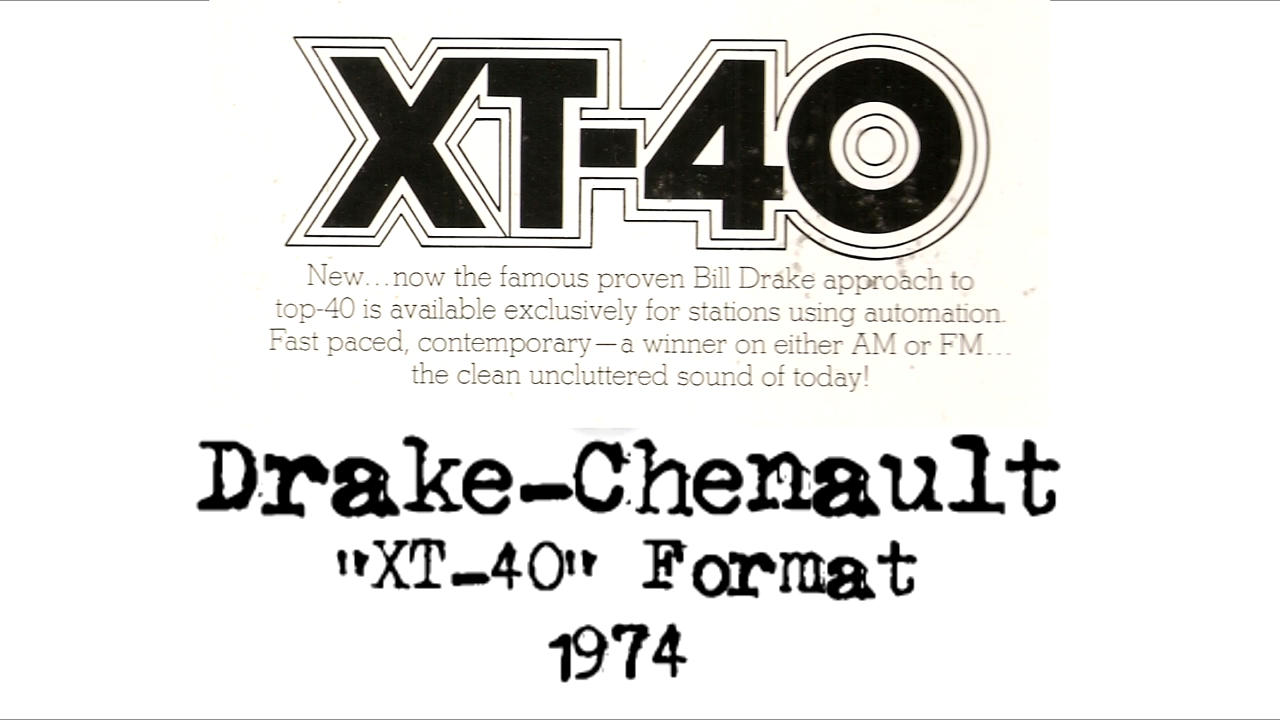 XT-40
New...now the famous proven Bill Drake approach to
top-40 is available exclusively for stations using automation.
Fast paced, contemporary—a winner on either AM or FM...
the clean uncluttered sound of today!
Drake-Chenault
"XT-40" Format
1974